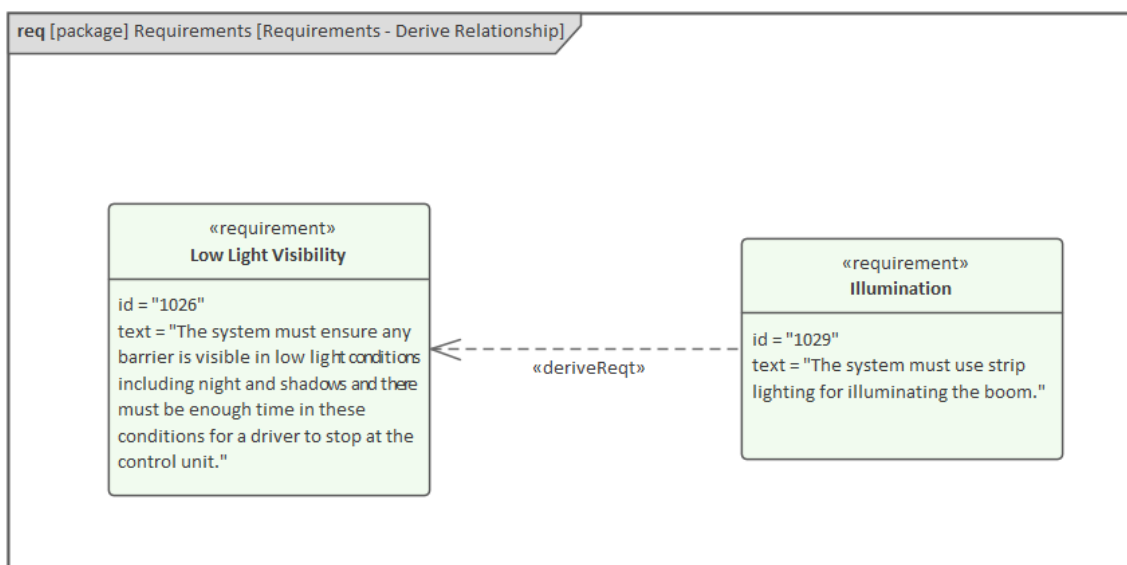 req [package] Requirements [Requirements - Derive Relationship]
«requirement»
Low Light Visibility
id = "1026"
text = "The system must ensure any
barrier is visible in low light conditions
including night and shadows and there
must be enough time in these
conditions for a driver to stop at the
control unit."
«deriveReqt»
«requirement»
Illumination
id = "1029"
text = "The system must use strip
lighting for illuminating the boom."